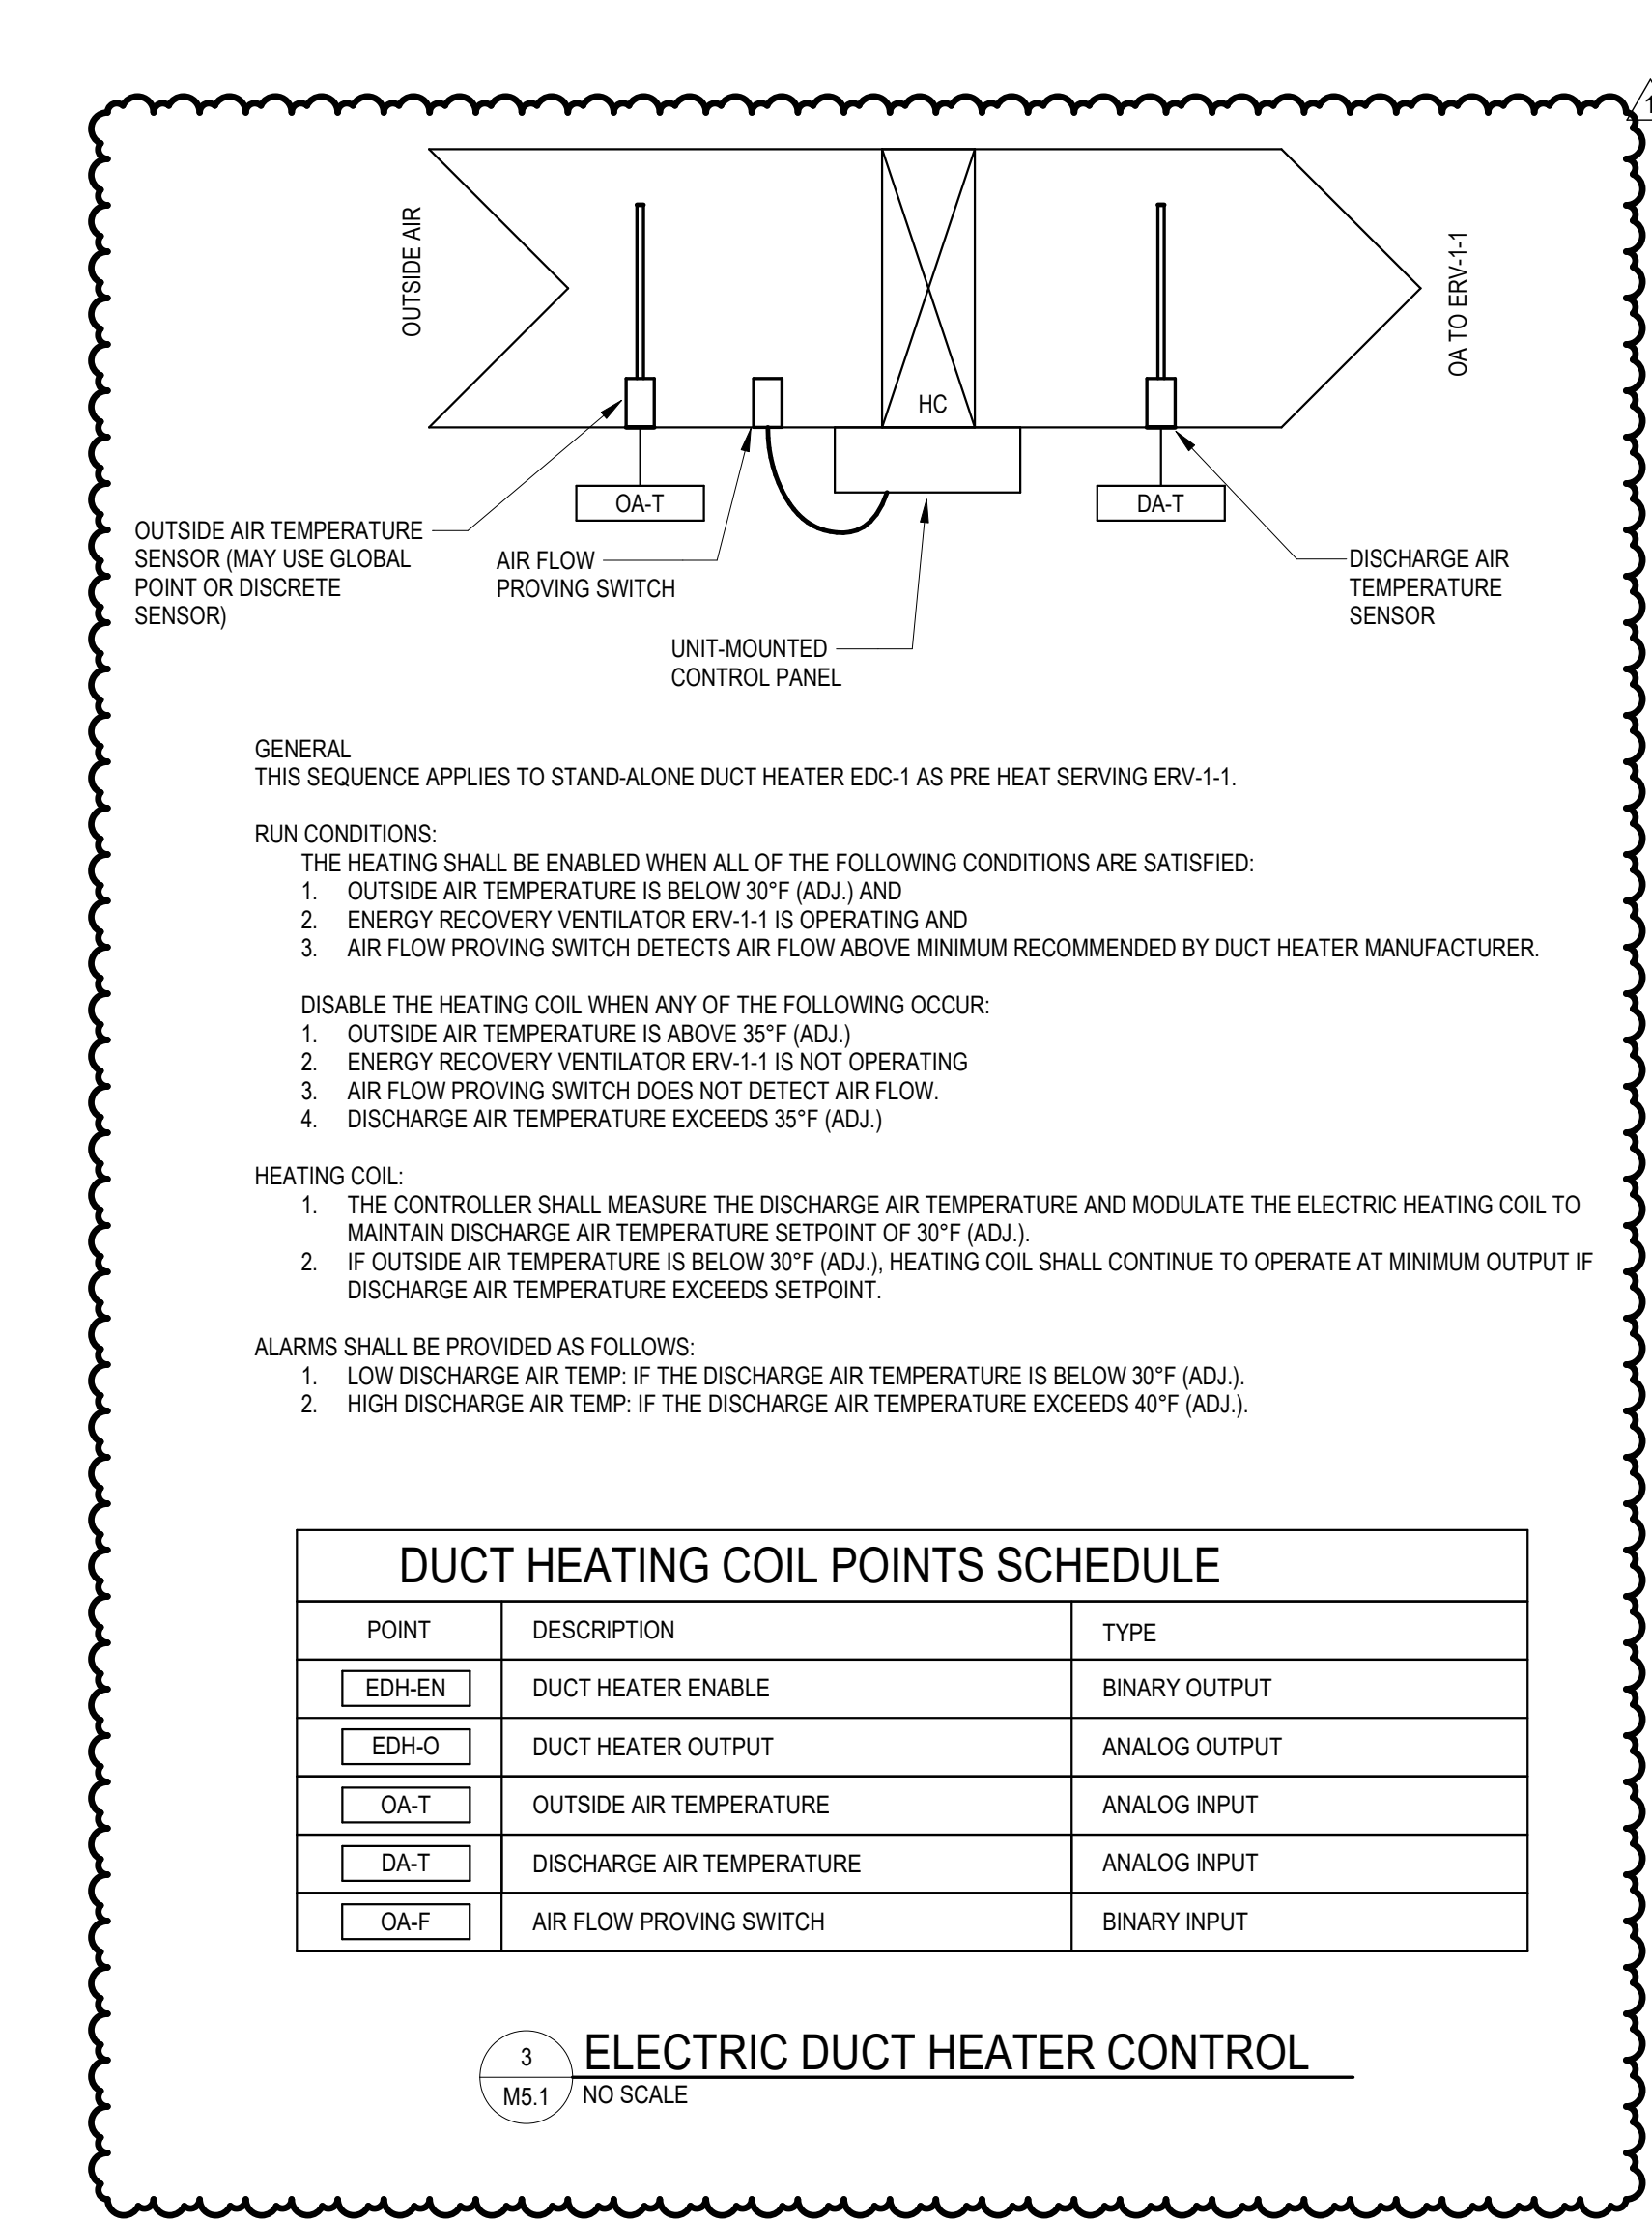 1
OUTSIDE AIR
OA TO ERV-1-1
HC
OA-T
DA-T
OUTSIDE AIR TEMPERATURE
SENSOR (MAY USE GLOBAL
POINT OR DISCRETE
SENSOR)
AIR FLOW
PROVING SWITCH
DISCHARGE AIR
TEMPERATURE
SENSOR
UNIT-MOUNTED
CONTROL PANEL
GENERAL
THIS SEQUENCE APPLIES TO STAND-ALONE DUCT HEATER EDC-1 AS PRE HEAT SERVING ERV-1-1.
RUN CONDITIONS:
THE HEATING SHALL BE ENABLED WHEN ALL OF THE FOLLOWING CONDITIONS ARE SATISFIED:
1. OUTSIDE AIR TEMPERATURE IS BELOW 30°F (ADJ.) AND
2. ENERGY RECOVERY VENTILATOR ERV-1-1 IS OPERATING AND
3. AIR FLOW PROVING SWITCH DETECTS AIR FLOW ABOVE MINIMUM RECOMMENDED BY DUCT HEATER MANUFACTURER.
DISABLE THE HEATING COIL WHEN ANY OF THE FOLLOWING OCCUR:
1. OUTSIDE AIR TEMPERATURE IS ABOVE 35°F (ADJ.)
2. ENERGY RECOVERY VENTILATOR ERV-1-1 IS NOT OPERATING
3. AIR FLOW PROVING SWITCH DOES NOT DETECT AIR FLOW.
4. DISCHARGE AIR TEMPERATURE EXCEEDS 35°F (ADJ.)
HEATING COIL:
1. THE CONTROLLER SHALL MEASURE THE DISCHARGE AIR TEMPERATURE AND MODULATE THE ELECTRIC HEATING COIL TO
MAINTAIN DISCHARGE AIR TEMPERATURE SETPOINT OF 30°F (ADJ.).
2. IF OUTSIDE AIR TEMPERATURE IS BELOW 30°F (ADJ.), HEATING COIL SHALL CONTINUE TO OPERATE AT MINIMUM OUTPUT IF
DISCHARGE AIR TEMPERATURE EXCEEDS SETPOINT.
ALARMS SHALL BE PROVIDED AS FOLLOWS:
1. LOW DISCHARGE AIR TEMP: IF THE DISCHARGE AIR TEMPERATURE IS BELOW 30°F (ADJ.).
2. HIGH DISCHARGE AIR TEMP: IF THE DISCHARGE AIR TEMPERATURE EXCEEDS 40°F (ADJ.).
DUCT HEATING COIL POINTS SCHEDULE
POINT DESCRIPTION TYPE
EDH-EN DUCT HEATER ENABLE BINARY OUTPUT
EDH-O DUCT HEATER OUTPUT ANALOG OUTPUT
OA-T OUTSIDE AIR TEMPERATURE ANALOG INPUT
DA-T DISCHARGE AIR TEMPERATURE ANALOG INPUT
OA-F AIR FLOW PROVING SWITCH BINARY INPUT
3 ELECTRIC DUCT HEATER CONTROL
M5.1 NO SCALE